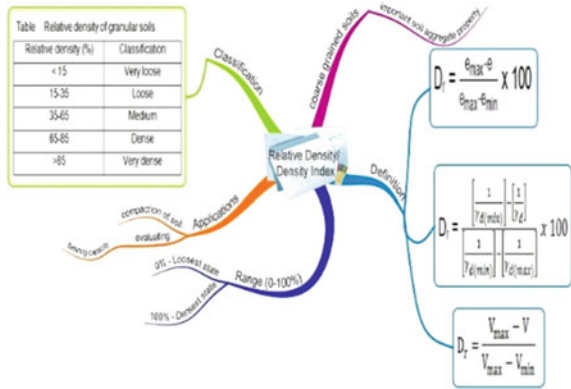 Table Relative density of granular soils
Relative density (%) Classification
< 15 Very loose
15-35 Loose
35-65 Medium
65-85 Dense
>85 Very dense
Classification
coarse grained soils
important soil aggregate property
Relative Density/
Density Index
Definition
D_r = (e_max-e)/(e_max-e_min) x 100
D_r = ([1/γ_d(min)] - [1/γ_d])/([1/γ_d(min)] - [1/γ_d(max)]) x 100
D_r = (V_max - V)/(V_max - V_min)
Applications
compaction of soil
evaluating
Range (0-100%)
0% - Loosest state
100% - Densest state